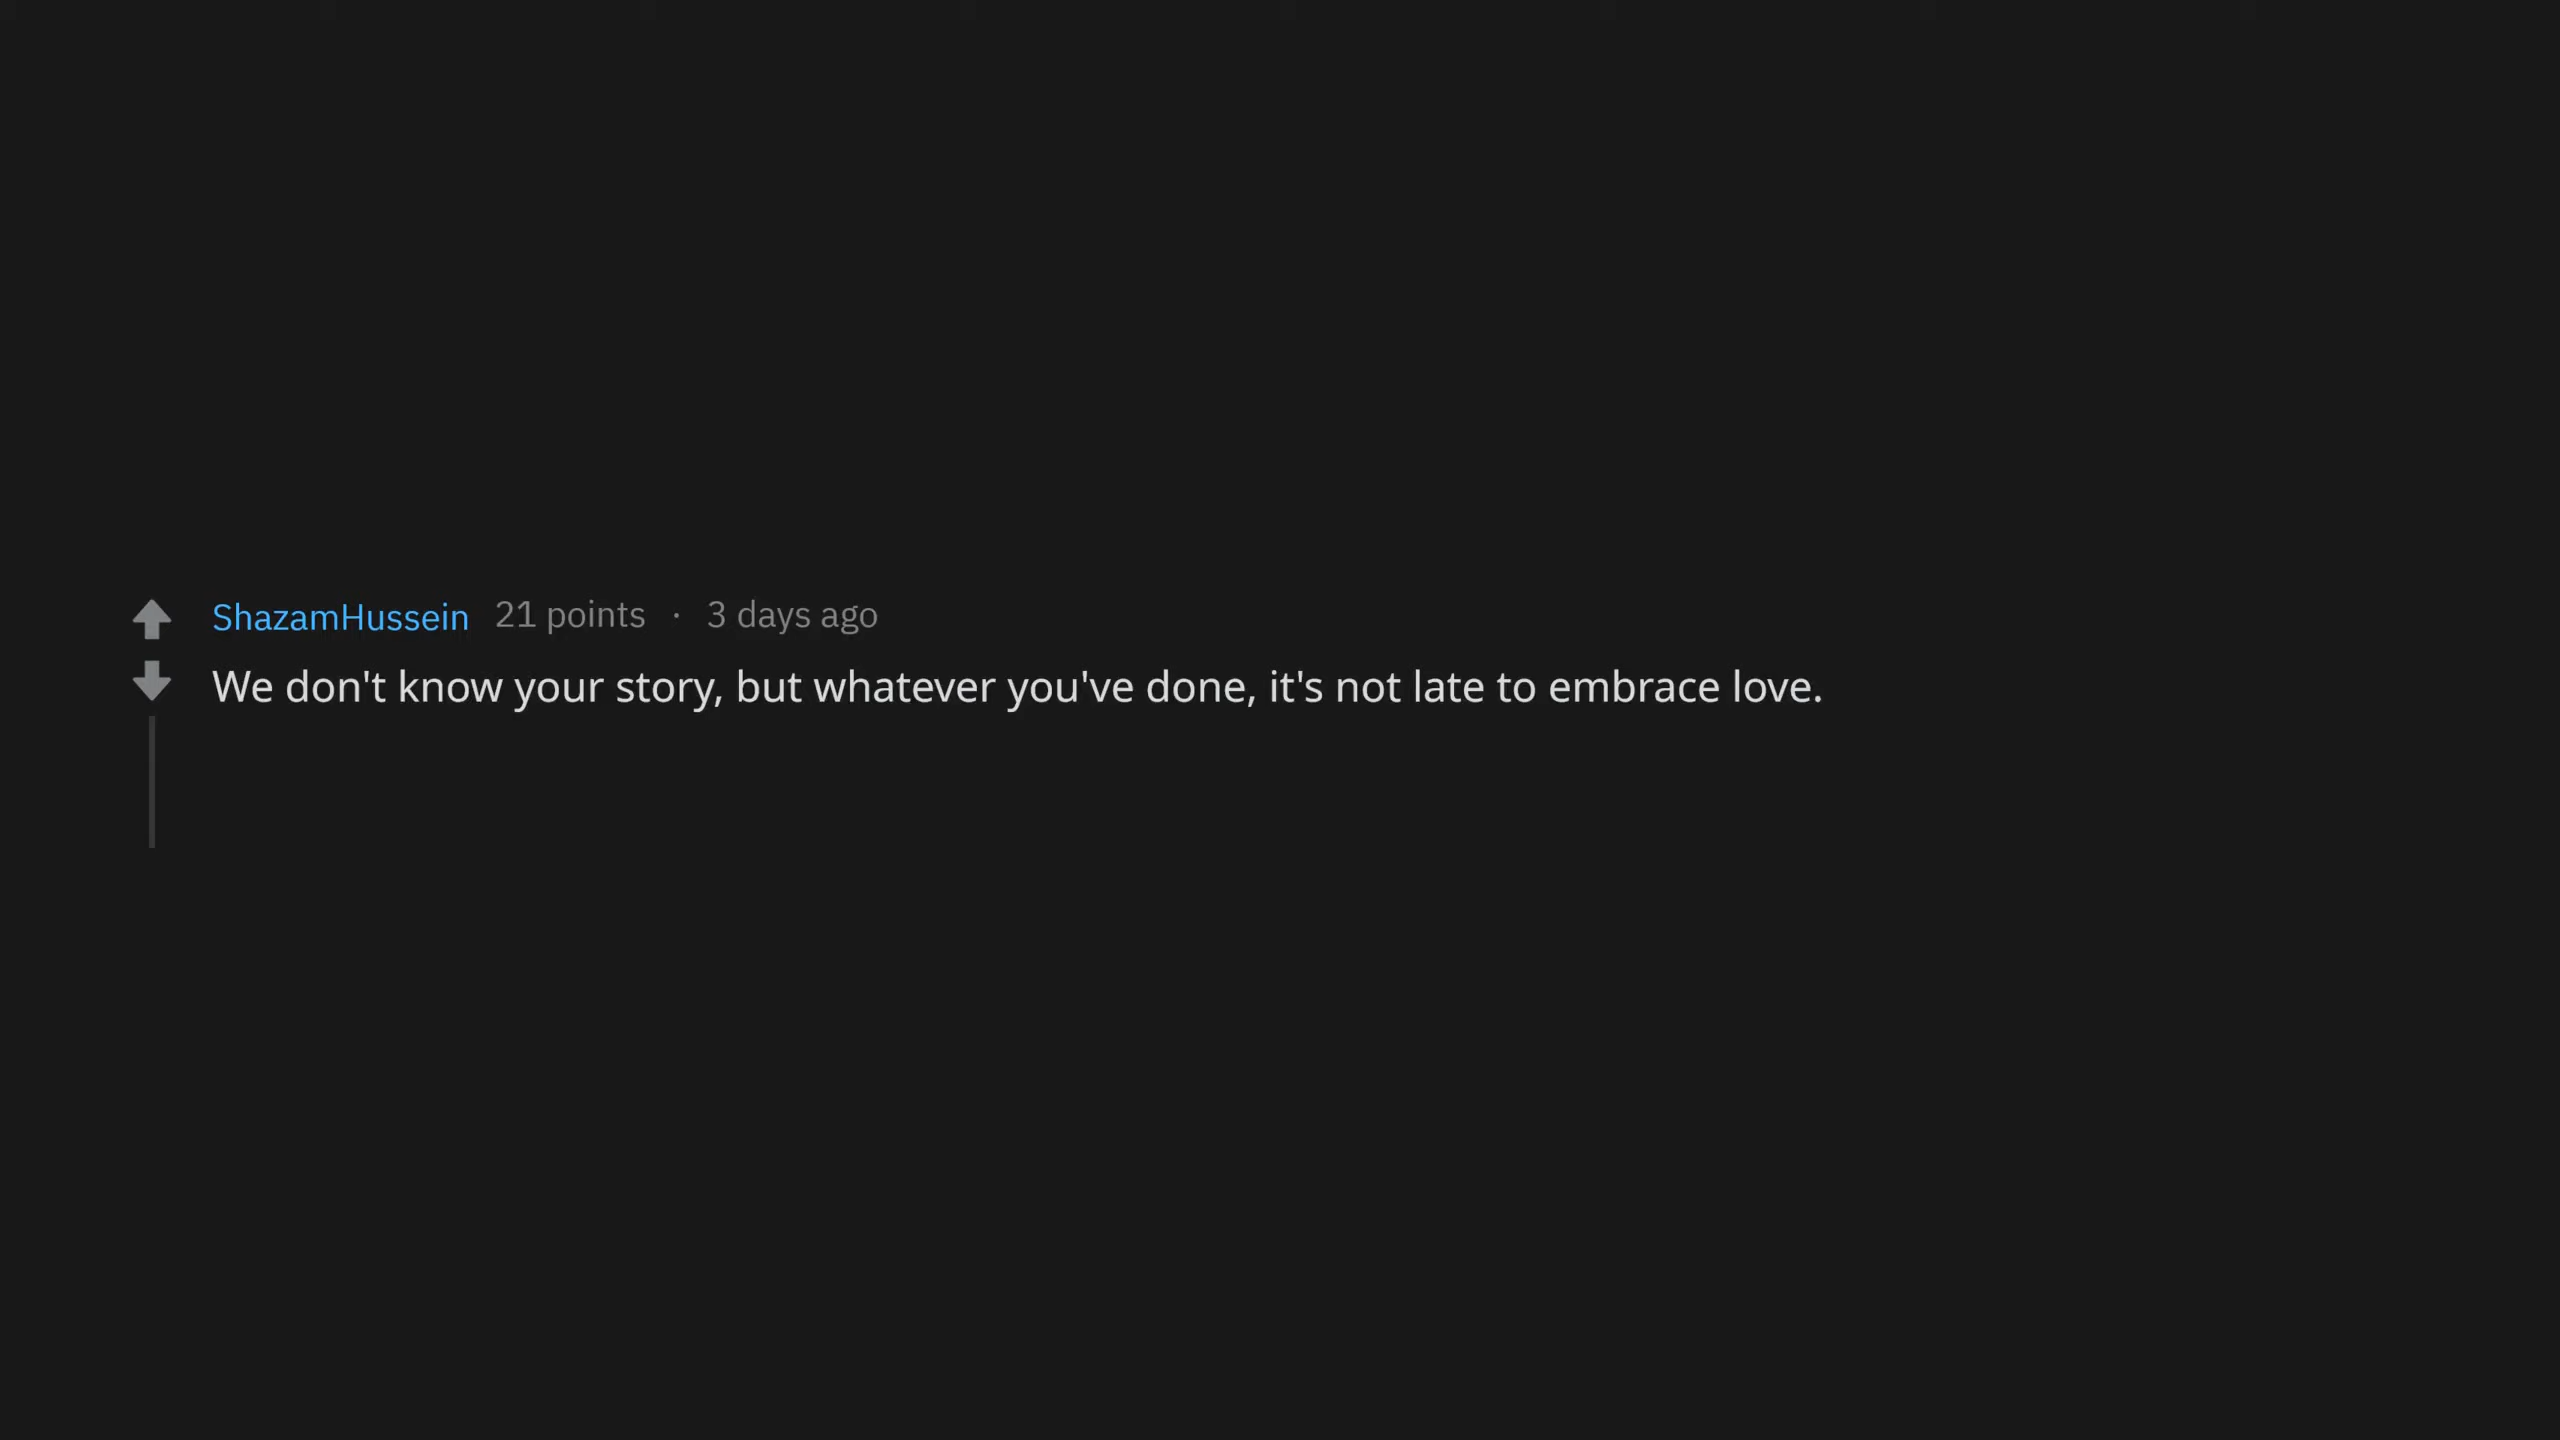 ShazamHussein 21 points · 3 days ago
We don't know your story, but whatever you've done, it's not late to embrace love.